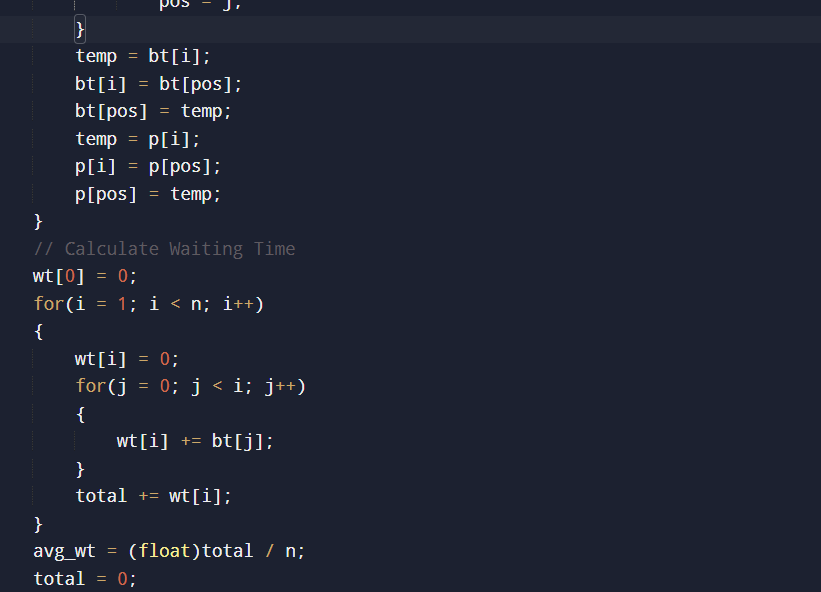 pos = j;
}
temp = bt[i];
bt[i] = bt[pos];
bt[pos] = temp;
temp = p[i];
p[i] = p[pos];
p[pos] = temp;
}
// Calculate Waiting Time
wt[0] = 0;
for(i = 1; i < n; i++)
{
wt[i] = 0;
for(j = 0; j < i; j++)
{
wt[i] += bt[j];
}
total += wt[i];
}
avg_wt = (float)total / n;
total = 0;